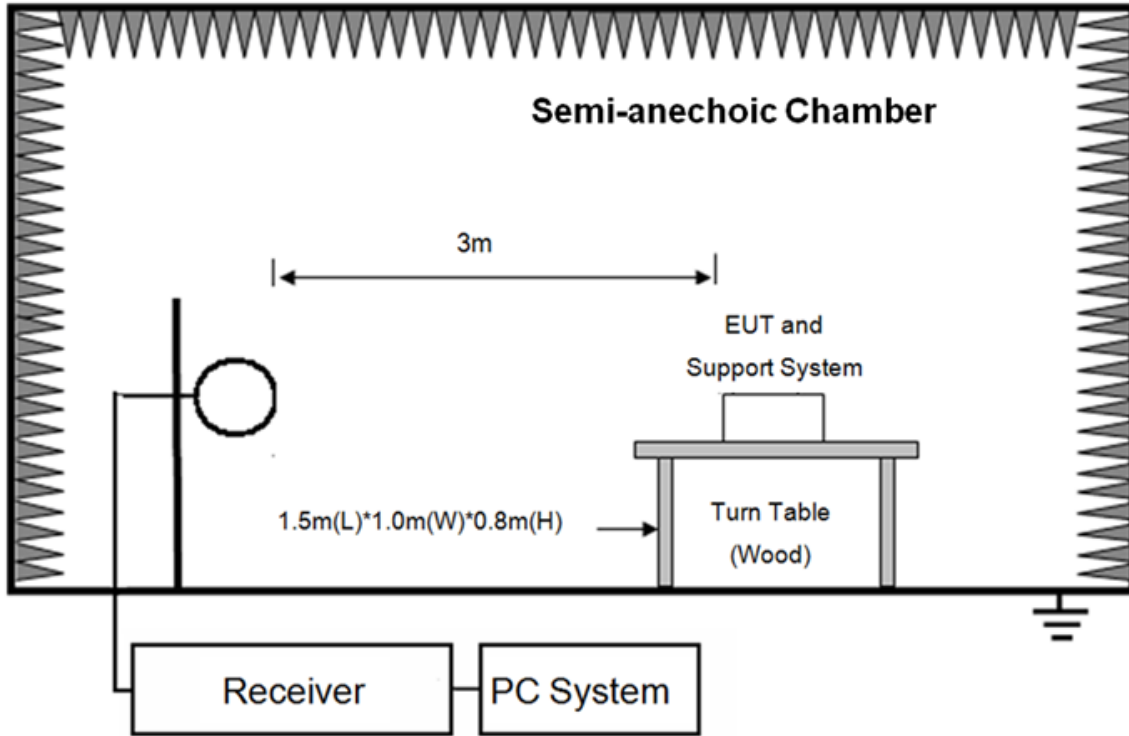 Semi-anechoic Chamber
3m
EUT and
Support System
1.5m(L)*1.0m(W)*0.8m(H)
Turn Table
(Wood)
Receiver
PC System